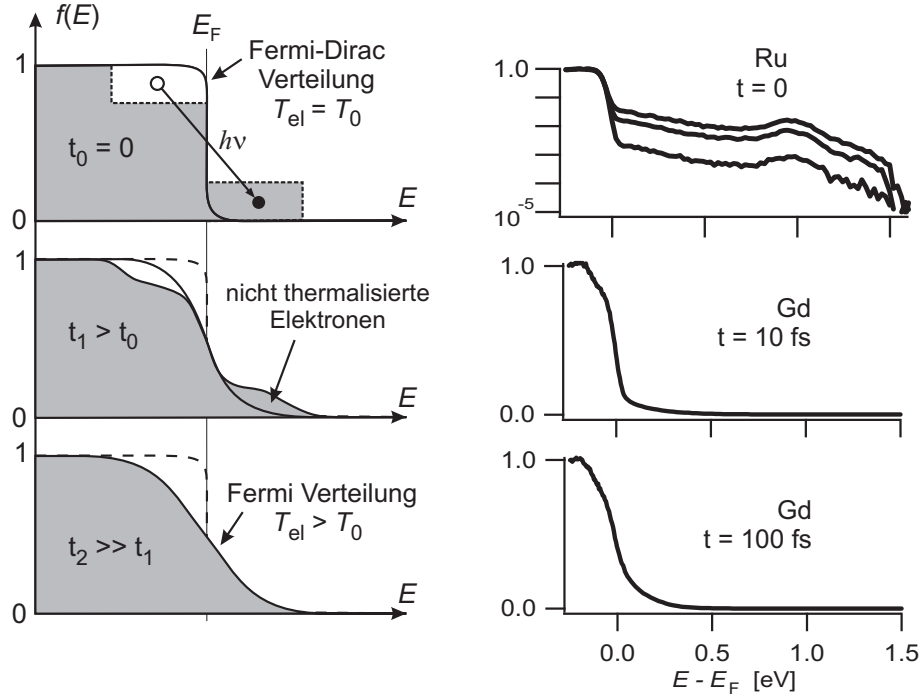 f(E)
E_F
1
Fermi-Dirac
Verteilung
T_el = T_0
t_0 = 0
hν
E
0
1
nicht thermalisierte
Elektronen
t_1 > t_0
E
0
1
Fermi Verteilung
T_el > T_0
t_2 >> t_1
E
0
1.0
Ru
t = 0
10^-5
1.0
Gd
t = 10 fs
0.0
1.0
Gd
t = 100 fs
0.0
0.0 0.5 1.0 1.5
E - E_F [eV]